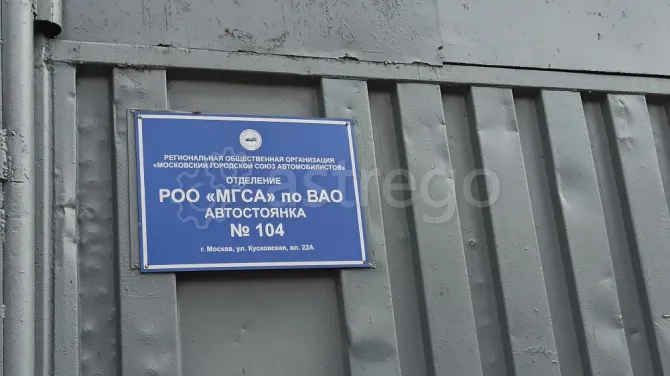 РЕГИОНАЛЬНАЯ ОБЩЕСТВЕННАЯ ОРГАНИЗАЦИЯ
«МОСКОВСКИЙ ГОРОДСКОЙ СОЮЗ АВТОМОБИЛИСТОВ»
ОТДЕЛЕНИЕ
РОО «МГСА» по ВАО
АВТОСТОЯНКА
№ 104
г. Москва, ул. Кусковская, вл. 22А
astrego